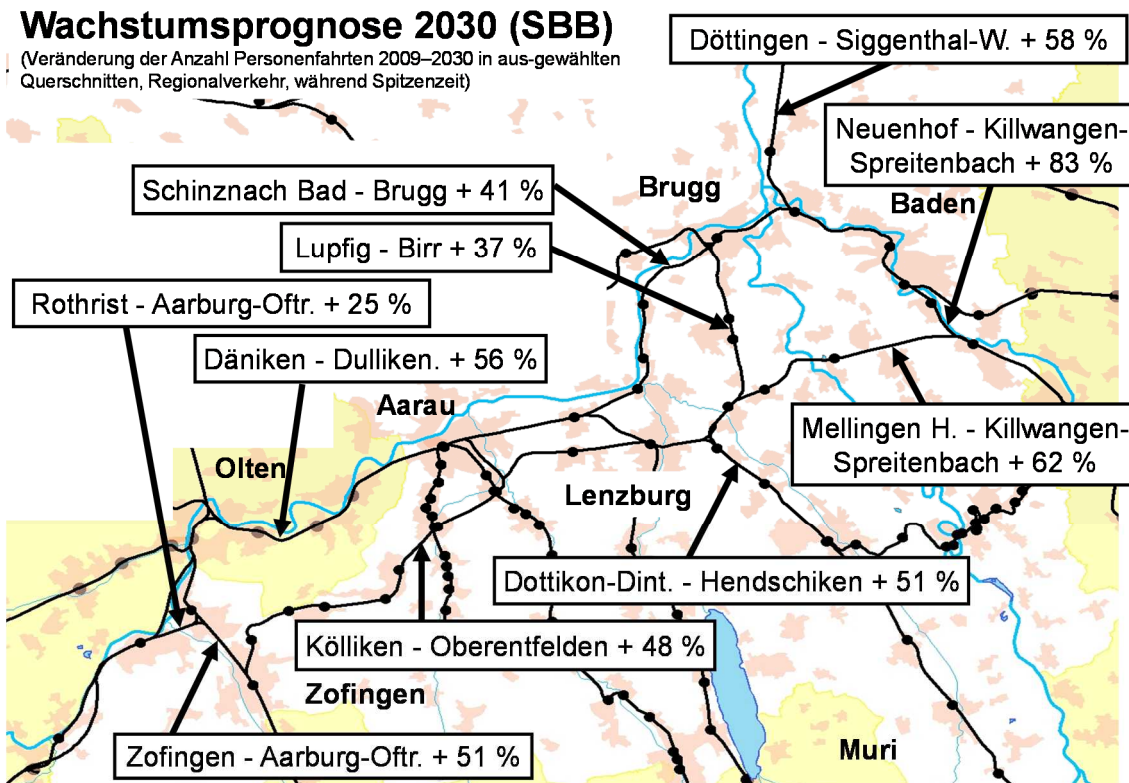 Wachstumsprognose 2030 (SBB)
(Veränderung der Anzahl Personenfahrten 2009–2030 in aus-gewählten
Querschnitten, Regionalverkehr, während Spitzenzeit)
Döttingen - Siggenthal-W. + 58 %
Neuenhof - Killwangen-
Spreitenbach + 83 %
Schinznach Bad - Brugg + 41 %
Brugg
Baden
Lupfig - Birr + 37 %
Rothrist - Aarburg-Oftr. + 25 %
Däniken - Dulliken. + 56 %
Aarau
Mellingen H. - Killwangen-
Spreitenbach + 62 %
Olten
Lenzburg
Dottikon-Dint. - Hendschiken + 51 %
Kölliken - Oberentfelden + 48 %
Zofingen
Zofingen - Aarburg-Oftr. + 51 %
Muri